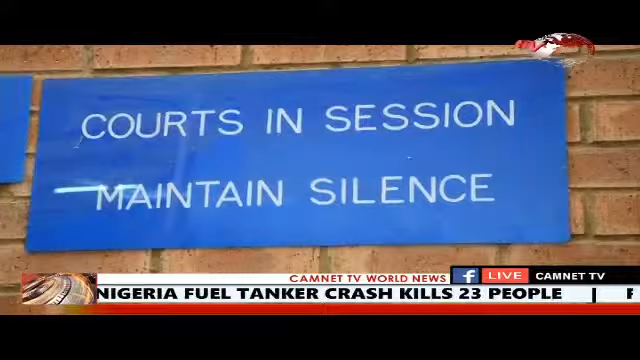 COURTS IN SESSION
MAINTAIN SILENCE
CAMNET TV WORLD NEWS
f LIVE CAMNET TV
NIGERIA FUEL TANKER CRASH KILLS 23 PEOPLE |